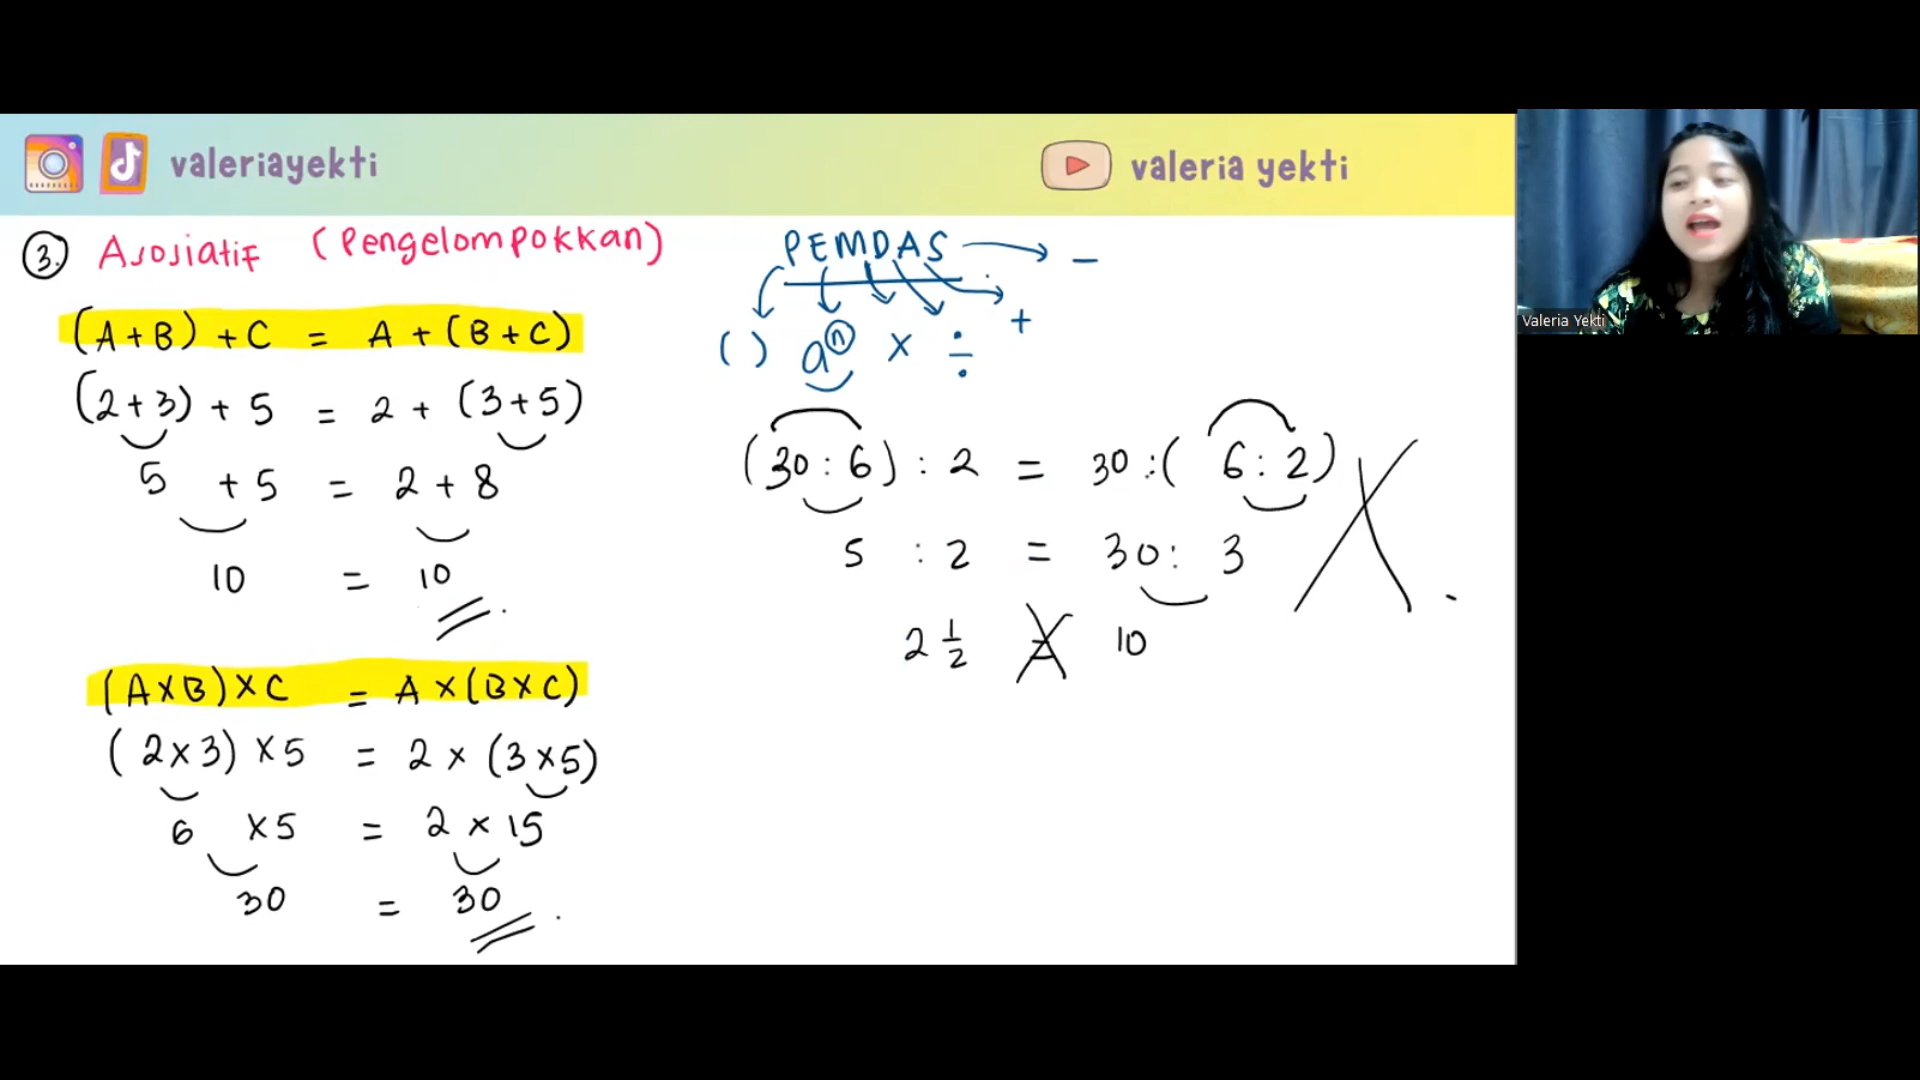 valeriayekti
valeria yekti
Valeria Yekti
3. Asosiatif (Pengelompokkan)
(A+B) + C = A + (B+C)
(2+3) + 5 = 2 + (3+5)
5 + 5 = 2 + 8
10 = 10
(A×B)×C = A×(B×C)
(2×3) ×5 = 2 × (3×5)
6 ×5 = 2 × 15
30 = 30
PEMDAS → −
( ) aⁿ × ÷ +
(30 : 6) : 2 = 30 : ( 6 : 2)
5 : 2 = 30 : 3
2 1/2 = 10